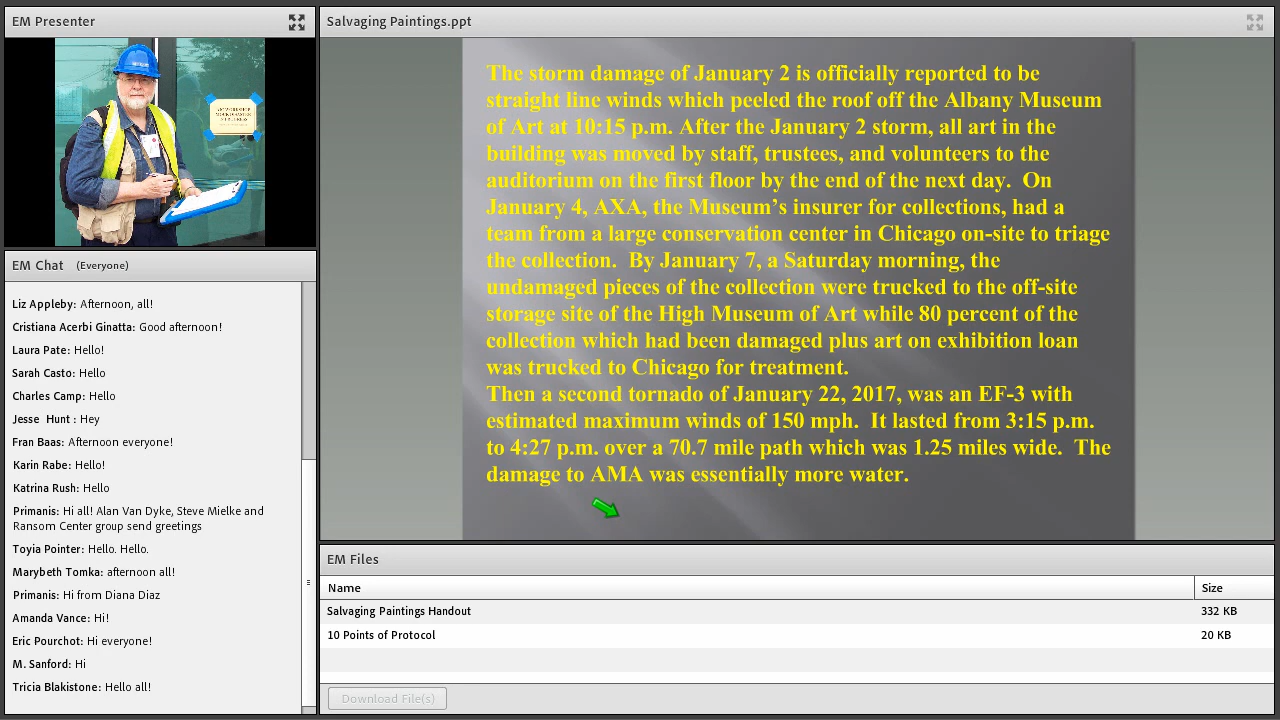 EM Presenter
EM Chat (Everyone)
Liz Appleby: Afternoon, all!
Cristiana Acerbi Ginatta: Good afternoon!
Laura Pate: Hello!
Sarah Casto: Hello
Charles Camp: Hello
Jesse  Hunt : Hey
Fran Baas: Afternoon everyone!
Karin Rabe: Hello!
Katrina Rush: Hello
Primanis: Hi all! Alan Van Dyke, Steve Mielke and
Ransom Center group send greetings
Toyia Pointer: Hello. Hello.
Marybeth Tomka: afternoon all!
Primanis: Hi from Diana Diaz
Amanda Vance: Hi!
Eric Pourchot: Hi everyone!
M. Sanford: Hi
Tricia Blakistone: Hello all!
Salvaging Paintings.ppt
The storm damage of January 2 is officially reported to be
straight line winds which peeled the roof off the Albany Museum
of Art at 10:15 p.m. After the January 2 storm, all art in the
building was moved by staff, trustees, and volunteers to the
auditorium on the first floor by the end of the next day.  On
January 4, AXA, the Museum’s insurer for collections, had a
team from a large conservation center in Chicago on-site to triage
the collection.  By January 7, a Saturday morning, the
undamaged pieces of the collection were trucked to the off-site
storage site of the High Museum of Art while 80 percent of the
collection which had been damaged plus art on exhibition loan
was trucked to Chicago for treatment.
Then a second tornado of January 22, 2017, was an EF-3 with
estimated maximum winds of 150 mph.  It lasted from 3:15 p.m.
to 4:27 p.m. over a 70.7 mile path which was 1.25 miles wide.  The
damage to AMA was essentially more water.
EM Files
Name Size
Salvaging Paintings Handout 332 KB
10 Points of Protocol 20 KB
Download File(s)